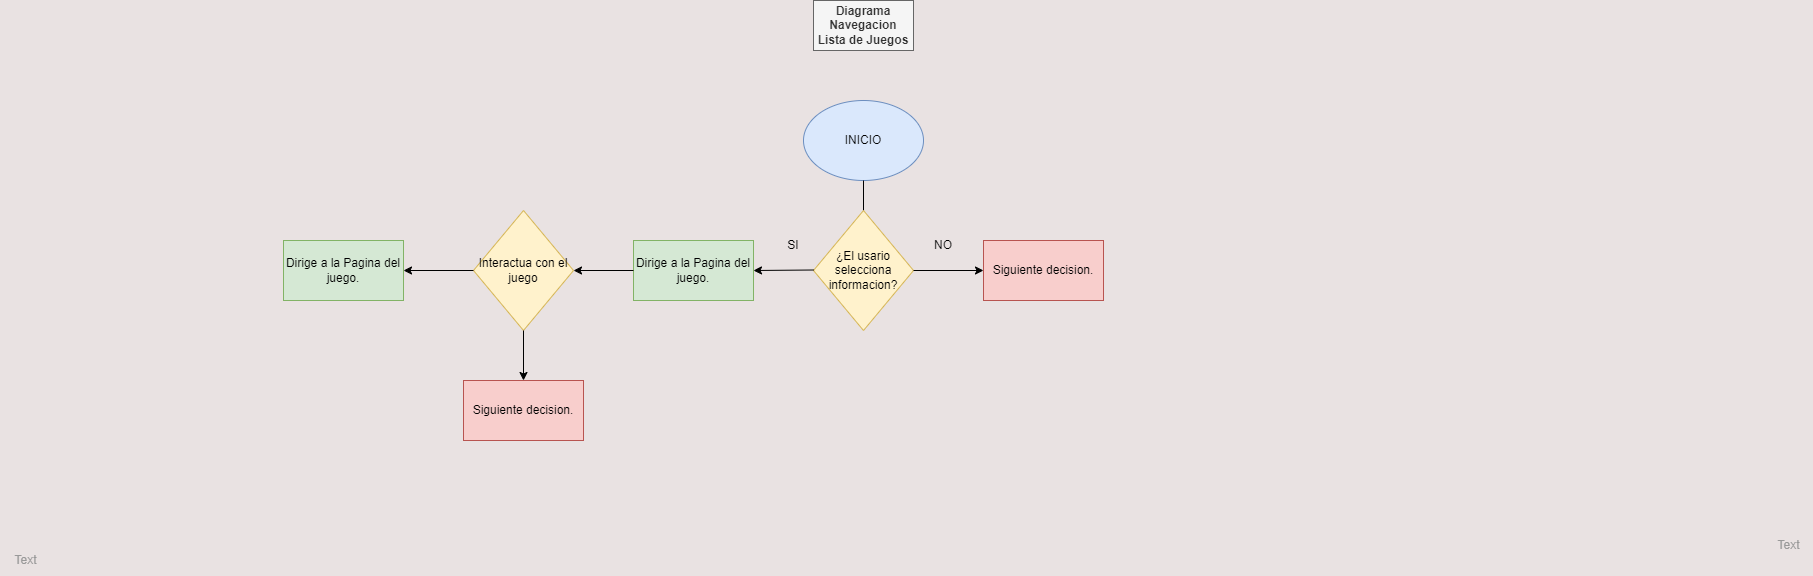 Diagrama
Navegacion
Lista de Juegos
INICIO
SI
NO
Dirige a la Pagina del
juego.
Interactua con el
juego
Dirige a la Pagina del
juego.
¿El usario
selecciona
informacion?
Siguiente decision.
Siguiente decision.
Text
Text